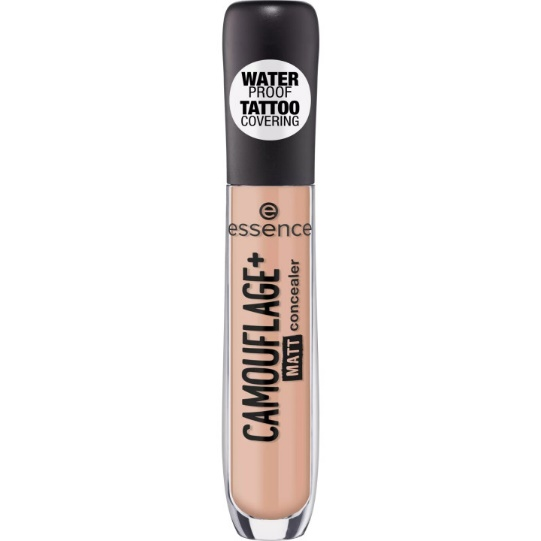 WATER
PROOF
TATTOO
COVERING
essence
CAMOUFLAGE+
MATT concealer